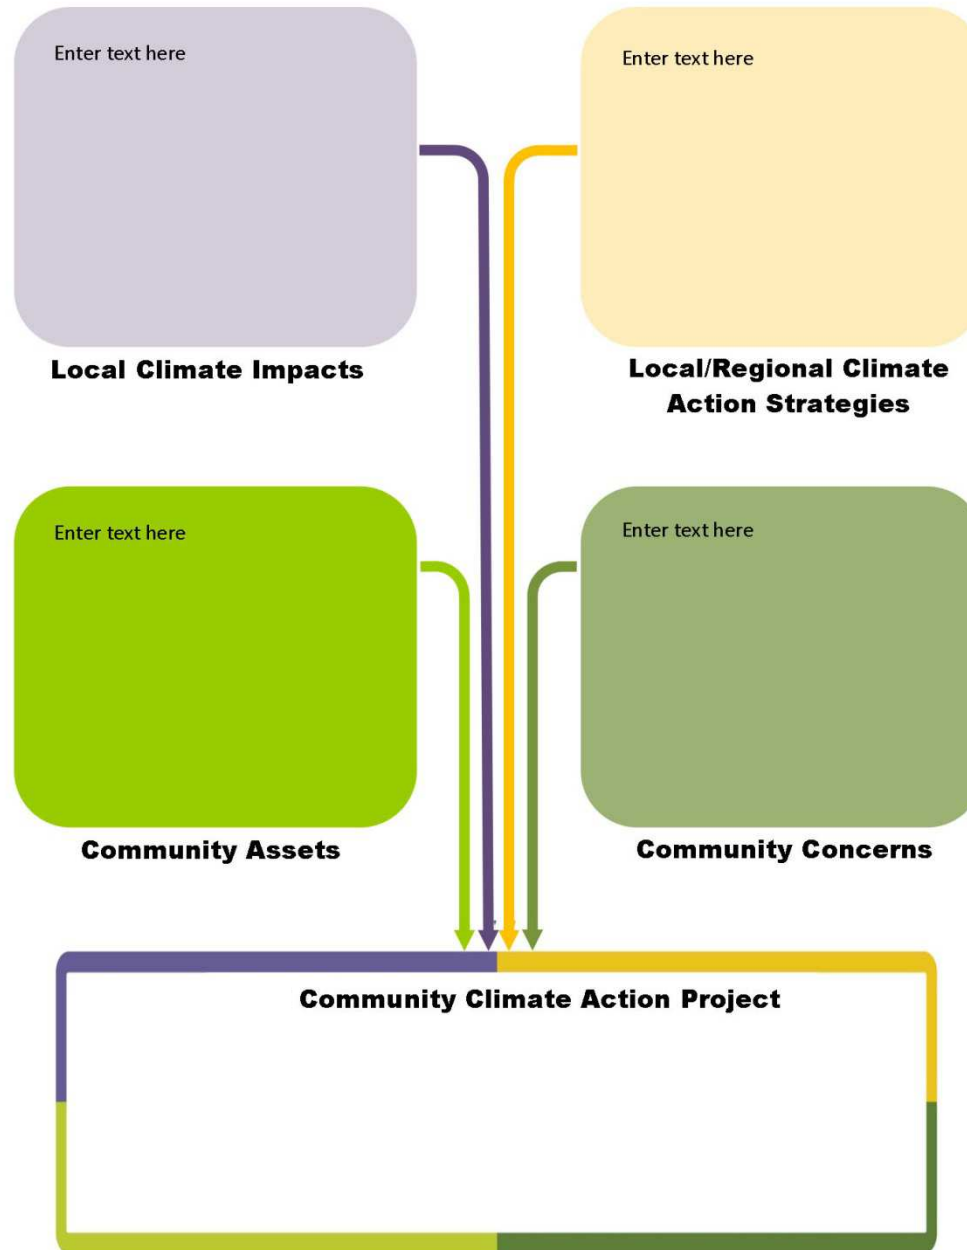 Enter text here
Enter text here
Local Climate Impacts
Local/Regional Climate
Action Strategies
Enter text here
Enter text here
Community Assets
Community Concerns
Community Climate Action Project